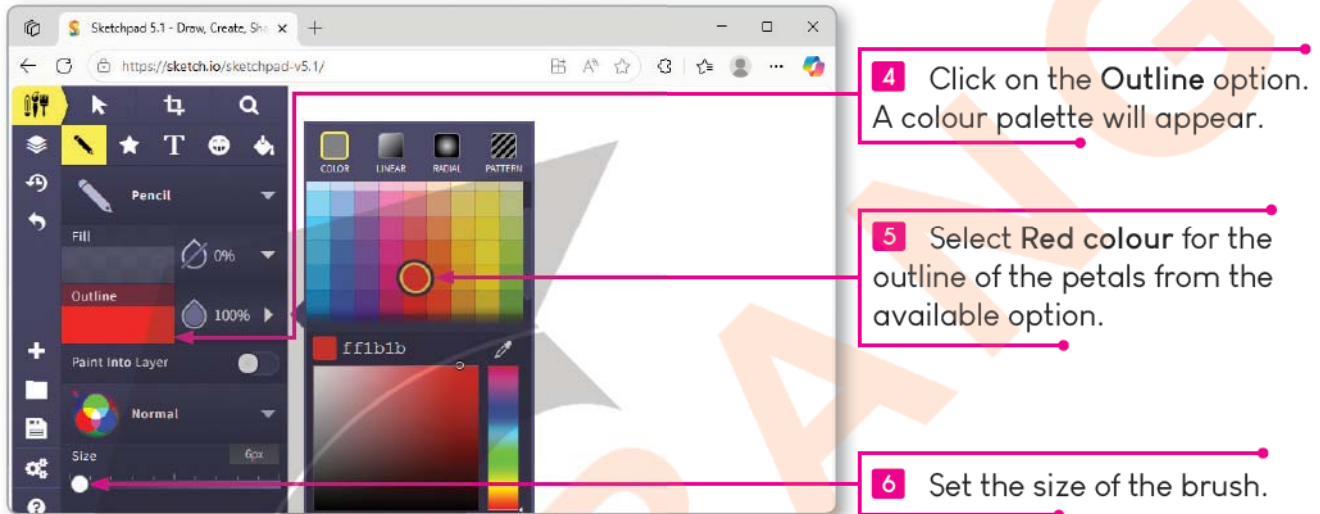 Sketchpad 5.1 - Draw, Create, Sha
https://sketch.io/sketchpad-v5.1/
T
COLOR LINEAR RADIAL PATTERN
Pencil
Fill
0%
Outline
100%
ff1b1b
Paint Into Layer
Normal
Size 6px
4 Click on the Outline option.
A colour palette will appear.
5 Select Red colour for the
outline of the petals from the
available option.
6 Set the size of the brush.